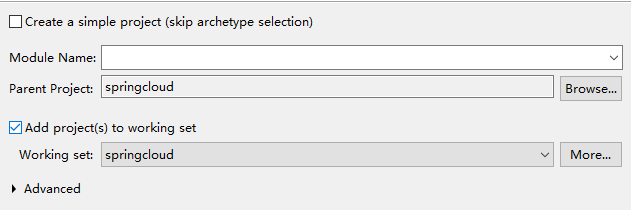 Create a simple project (skip archetype selection)
Module Name:
Parent Project: springcloud Browse...
Add project(s) to working set
Working set: springcloud More...
Advanced